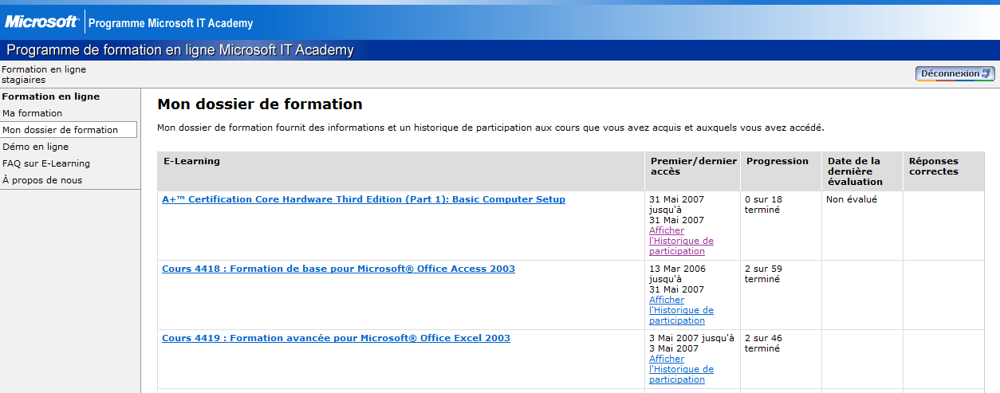 Microsoft Programme Microsoft IT Academy
Programme de formation en ligne Microsoft IT Academy
Formation en ligne
stagiaires
Déconnexion
Formation en ligne
Ma formation
Mon dossier de formation
Démo en ligne
FAQ sur E-Learning
À propos de nous
Mon dossier de formation
Mon dossier de formation fournit des informations et un historique de participation aux cours que vous avez acquis et auxquels vous avez accédé.
E-Learning
Premier/dernier
accès
Progression
Date de la
dernière
évaluation
Réponses
correctes
A+™ Certification Core Hardware Third Edition (Part 1): Basic Computer Setup
31 Mai 2007
jusqu'à
31 Mai 2007
Afficher
l'Historique de
participation
0 sur 18
terminé
Non évalué
Cours 4418 : Formation de base pour Microsoft® Office Access 2003
13 Mar 2006
jusqu'à
31 Mai 2007
Afficher
l'Historique de
participation
2 sur 59
terminé
Cours 4419 : Formation avancée pour Microsoft® Office Excel 2003
3 Mai 2007 jusqu'à
3 Mai 2007
Afficher
l'Historique de
participation
2 sur 46
terminé